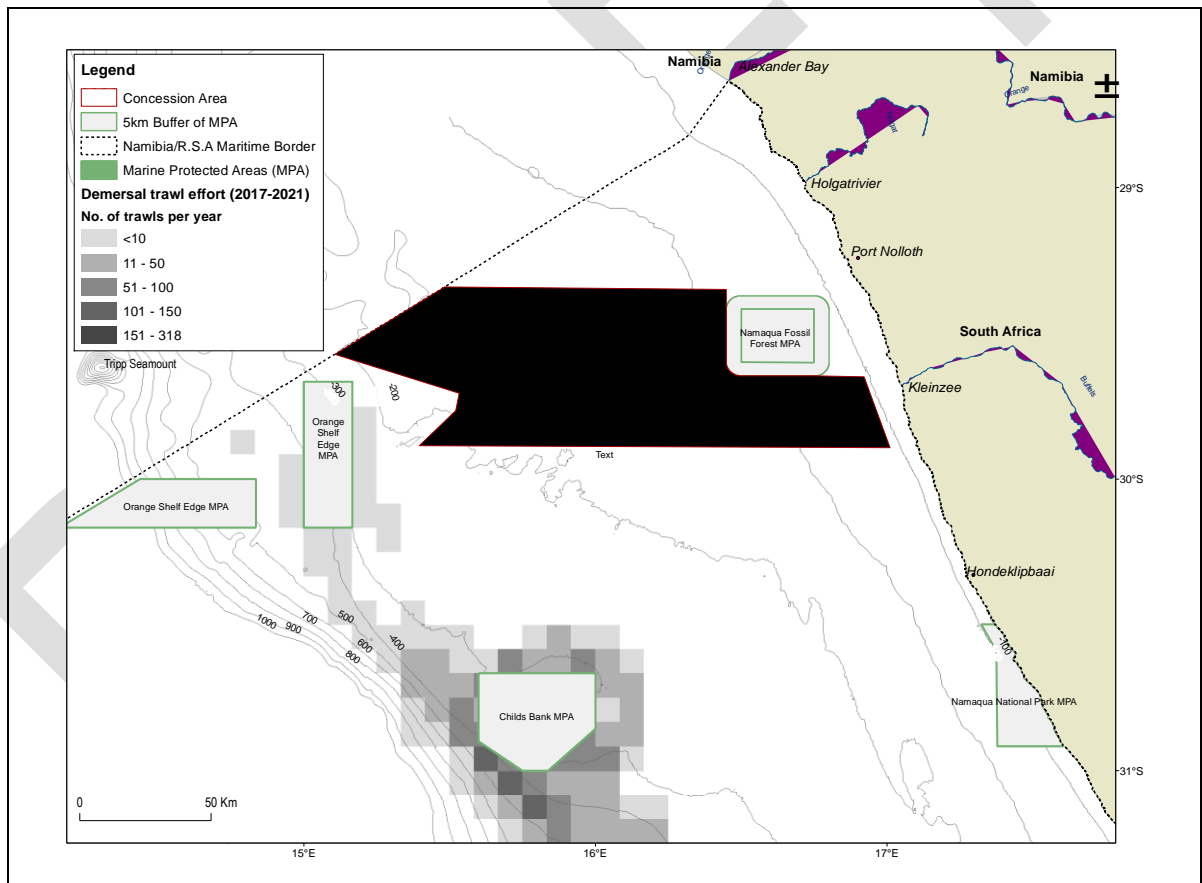 Legend
Concession Area
5km Buffer of MPA
Namibia/R.S.A Maritime Border
Marine Protected Areas (MPA)
Demersal trawl effort (2017-2021)
No. of trawls per year
<10
11 - 50
51 - 100
101 - 150
151 - 318
Namibia
Alexander Bay
Namibia
Orange
±
Holgatrivier
29°S
Port Nolloth
South Africa
Namaqua Fossil
Forest MPA
Tripp Seamount
Kleinzee
Buffels
-300
-200
Orange
Shelf
Edge
MPA
Text
30°S
Orange Shelf Edge MPA
Hondeklipbaai
1000
900
800
700
600
500
-400
-100
Childs Bank MPA
Namaqua National Park MPA
31°S
0
50 Km
15°E
16°E
17°E